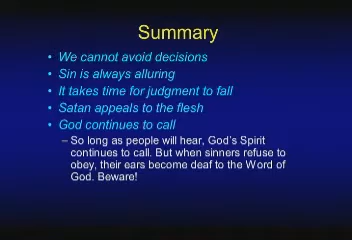 Summary
• We cannot avoid decisions
• Sin is always alluring
• It takes time for judgment to fall
• Satan appeals to the flesh
• God continues to call
– So long as people will hear, God's Spirit
continues to call. But when sinners refuse to
obey, their ears become deaf to the Word of
God. Beware!